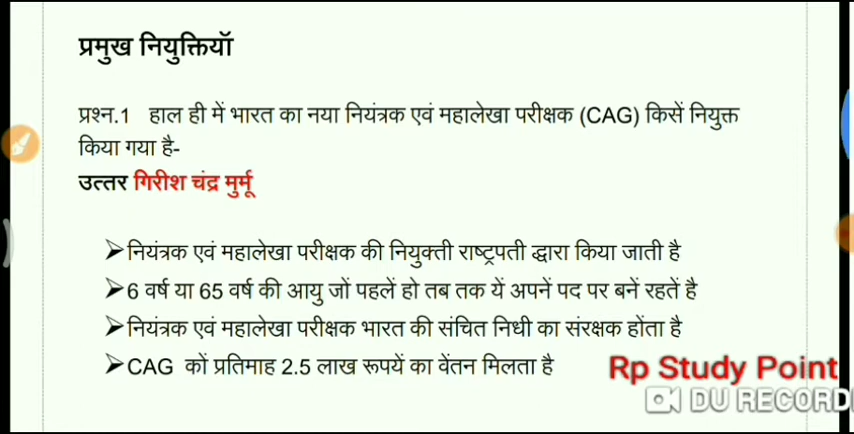 प्रमुख नियुक्तियॉ
प्रश्न.1 हाल ही में भारत का नया नियंत्रक एवं महालेखा परीक्षक (CAG) किसें नियुक्त
किया गया है-
उत्तर गिरीश चंद्र मुर्मू
➢नियंत्रक एवं महालेखा परीक्षक की नियुक्ती राष्ट्रपती द्धारा किया जाती है
➢6 वर्ष या 65 वर्ष की आयु जों पहलें हो तब तक यें अपनें पद पर बनें रहतें है
➢नियंत्रक एवं महालेखा परीक्षक भारत की संचित निधी का संरक्षक होंता है
➢CAG कों प्रतिमाह 2.5 लाख रूपयें का वेंतन मिलता है
Rp Study Point
DU RECORD